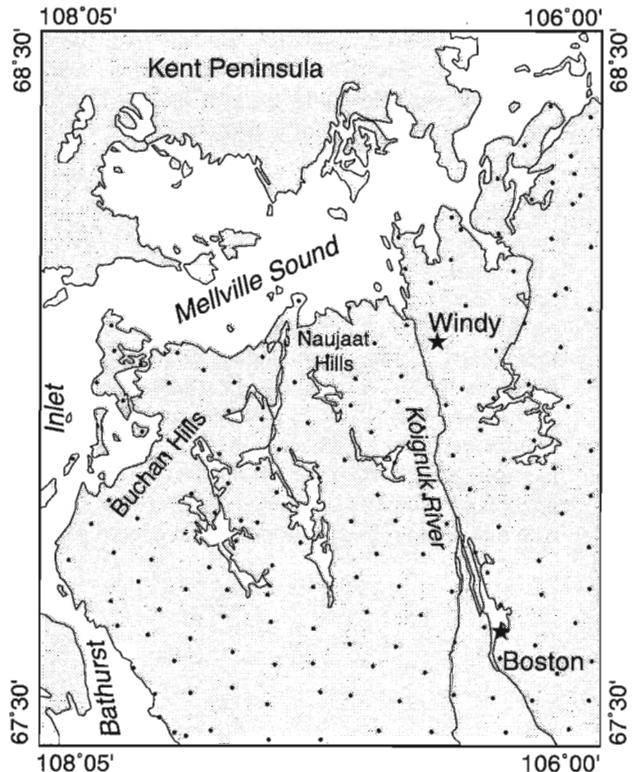 108°05'
106°00'
68°30'
68°30'
Kent Peninsula
Mellville Sound
Naujaat
Hills
Windy
Inlet
Buchan Hills
Koignuk River
Boston
Bathurst
67°30'
67°30'
108°05'
106°00'